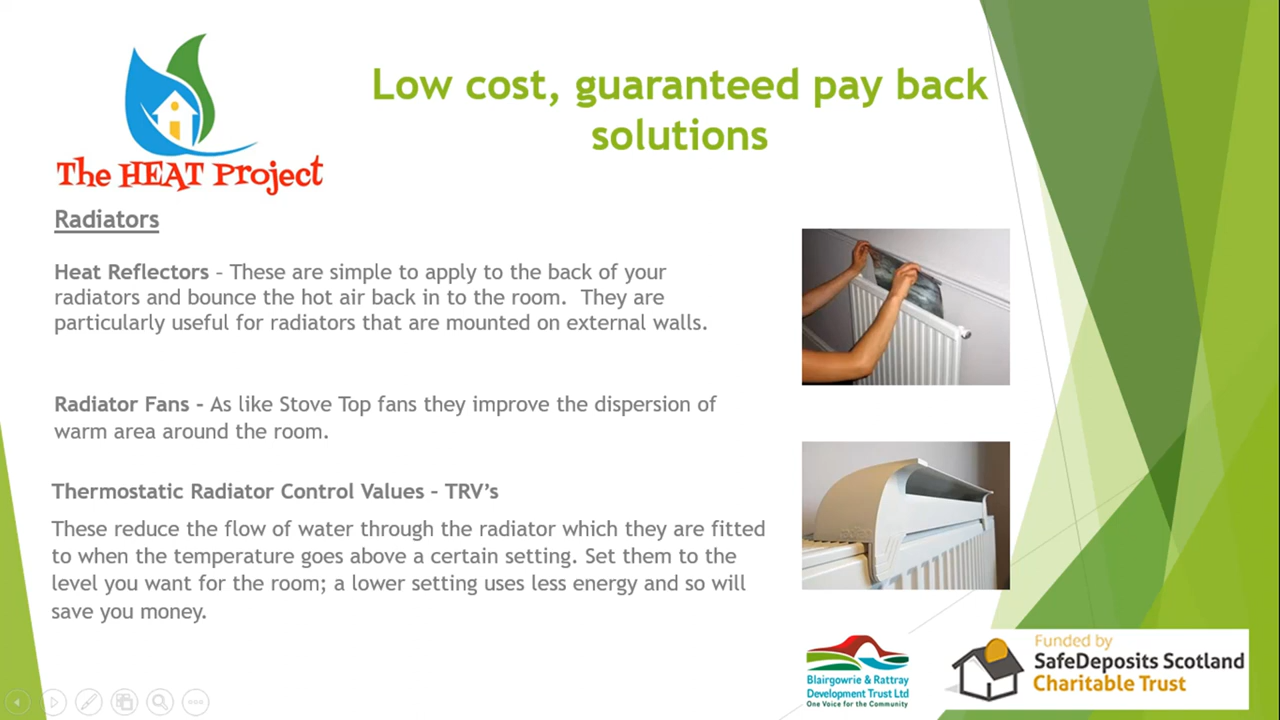 Low cost, guaranteed pay back
solutions
The HEAT Project
Radiators
Heat Reflectors – These are simple to apply to the back of your
radiators and bounce the hot air back in to the room.  They are
particularly useful for radiators that are mounted on external walls.
Radiator Fans – As like Stove Top fans they improve the dispersion of
warm area around the room.
Thermostatic Radiator Control Values – TRV’s
These reduce the flow of water through the radiator which they are fitted
to when the temperature goes above a certain setting. Set them to the
level you want for the room; a lower setting uses less energy and so will
save you money.
Blairgowrie & Rattray
Development Trust Ltd
One Voice for the Community
Funded by
SafeDeposits Scotland
Charitable Trust